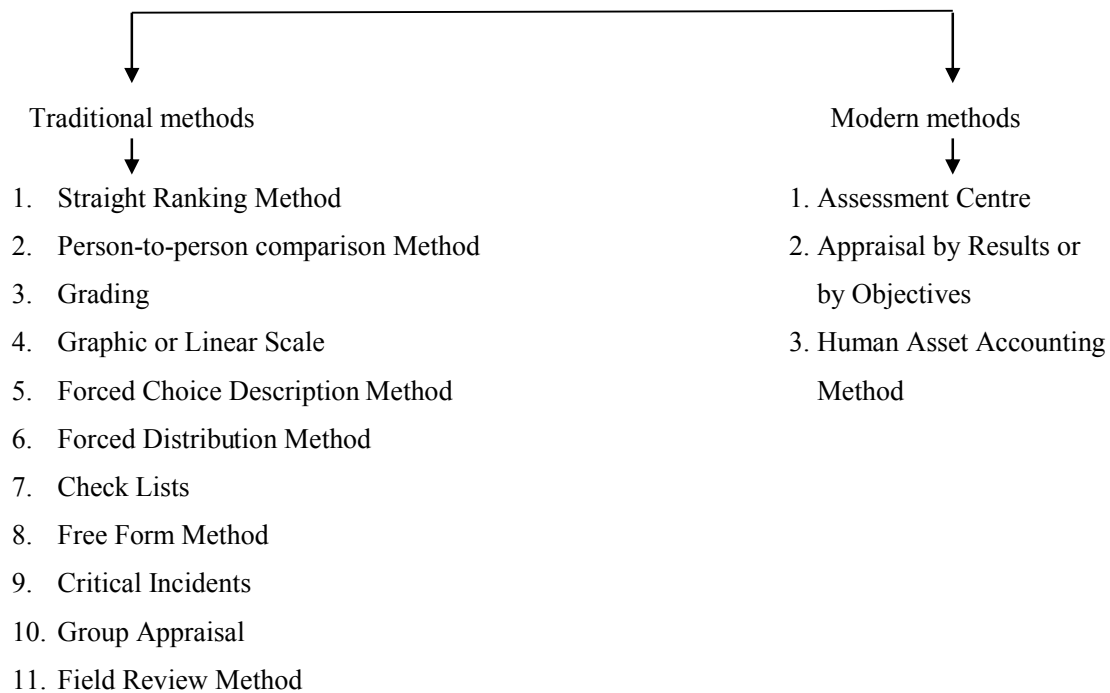 Traditional methods
1. Straight Ranking Method
2. Person-to-person comparison Method
3. Grading
4. Graphic or Linear Scale
5. Forced Choice Description Method
6. Forced Distribution Method
7. Check Lists
8. Free Form Method
9. Critical Incidents
10. Group Appraisal
11. Field Review Method
Modern methods
1. Assessment Centre
2. Appraisal by Results or
by Objectives
3. Human Asset Accounting
Method